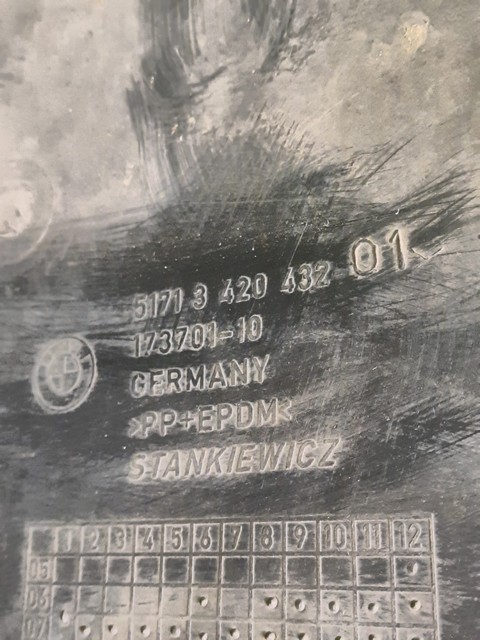 5171 3 420 432-01
173701-10
GERMANY
>PP+EPDM<
STANKIEWICZ
1 2 3 4 5 6 7 8 9 10 11 12
05
06
07